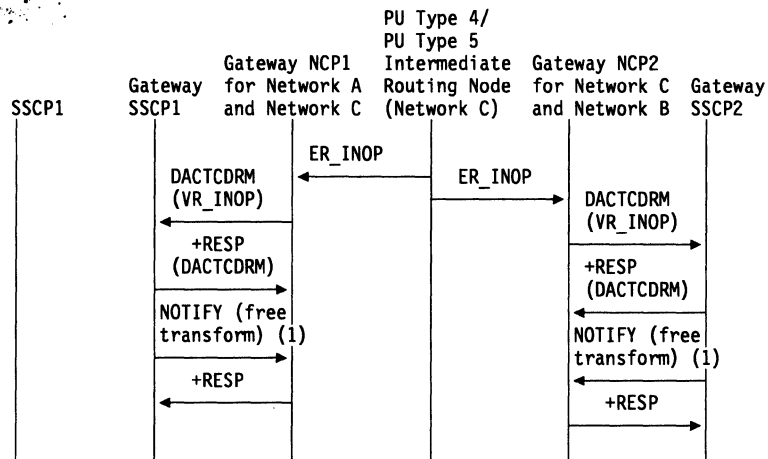 PU Type 4/
PU Type 5
Gateway NCP1 Intermediate Gateway NCP2
Gateway for Network A Routing Node for Network C Gateway
SSCP1 SSCP1 and Network C (Network C) and Network B SSCP2
ER_INOP
DACTCDRM ER_INOP
(VR_INOP) DACTCDRM
(VR_INOP)
+RESP
(DACTCDRM) +RESP
(DACTCDRM)
NOTIFY (free
transform) (1) NOTIFY (free
transform) (1)
+RESP
+RESP